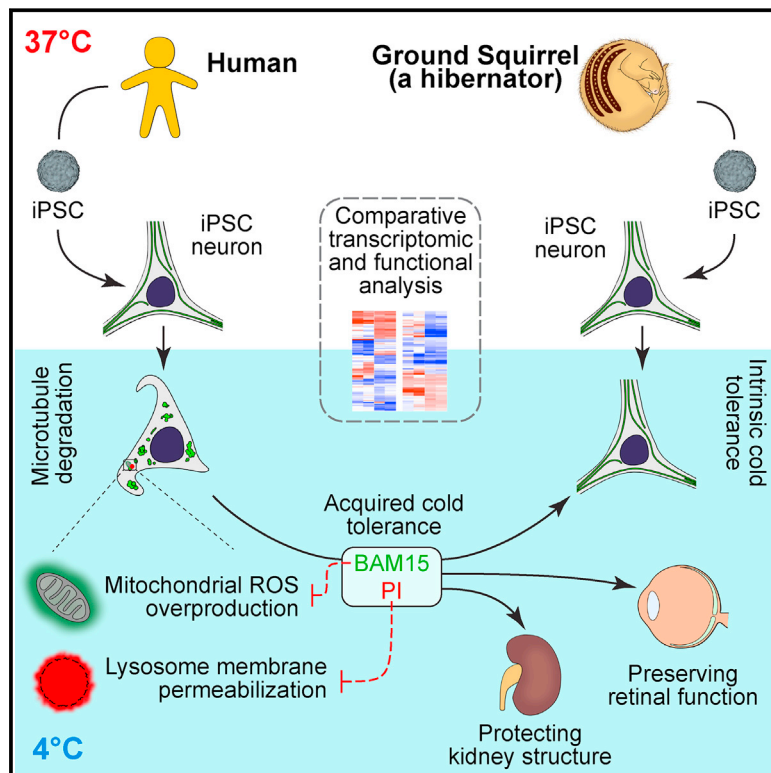 37°C
Human
Ground Squirrel
(a hibernator)
iPSC
iPSC
neuron
Comparative
transcriptomic
and functional
analysis
iPSC
neuron
iPSC
Microtubule
degradation
Intrinsic cold
tolerance
Acquired cold
tolerance
BAM15
PI
Mitochondrial ROS
overproduction
Lysosome membrane
permeabilization
Preserving
retinal function
Protecting
kidney structure
4°C